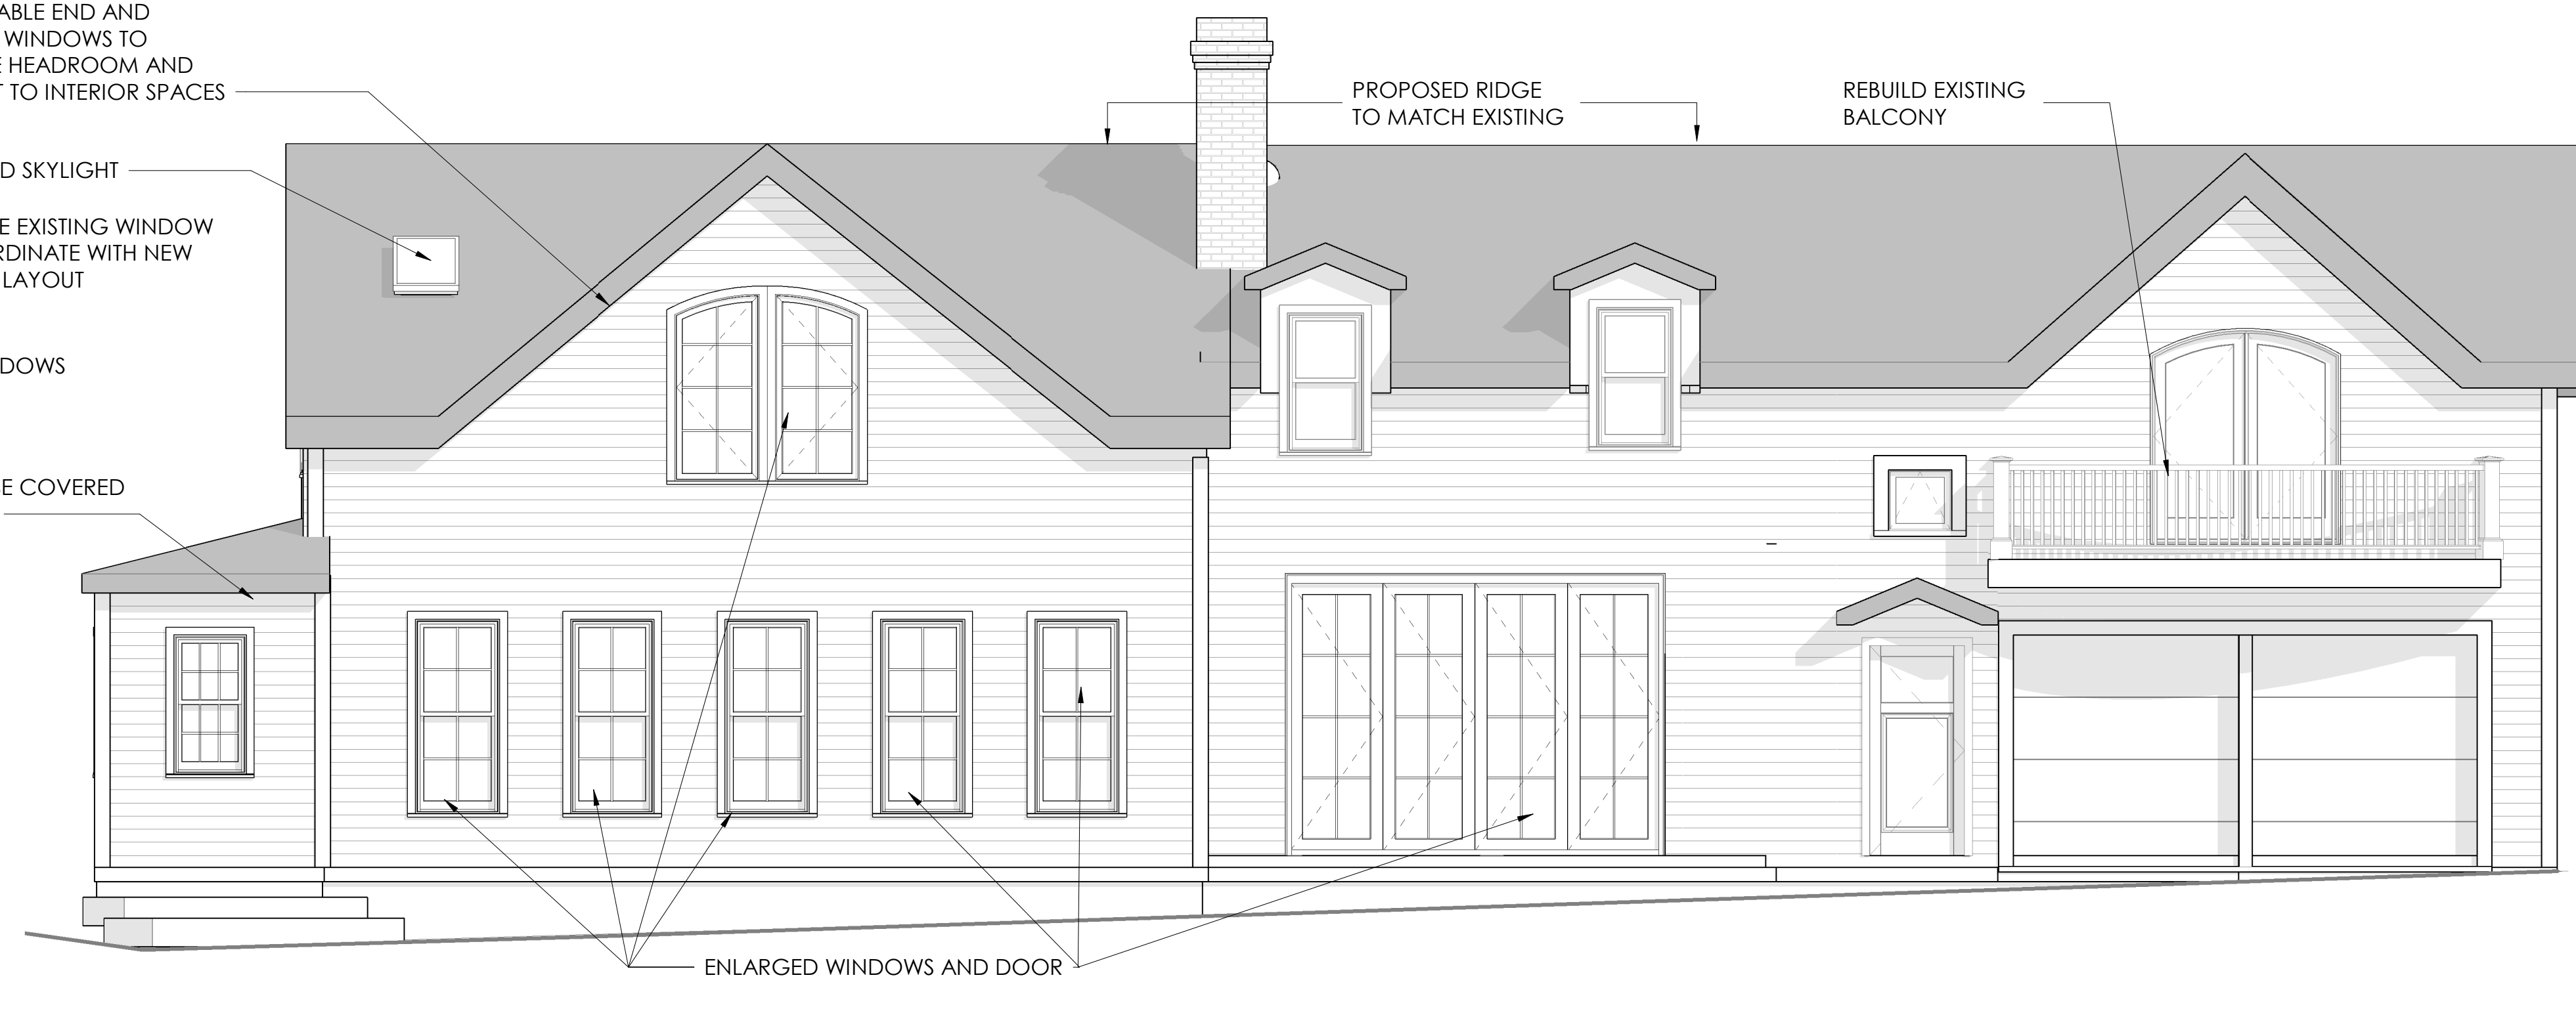 ABLE END AND
WINDOWS TO
E HEADROOM AND
T TO INTERIOR SPACES
D SKYLIGHT
E EXISTING WINDOW
RDINATE WITH NEW
LAYOUT
DOWS
E COVERED
PROPOSED RIDGE
TO MATCH EXISTING
REBUILD EXISTING
BALCONY
ENLARGED WINDOWS AND DOOR